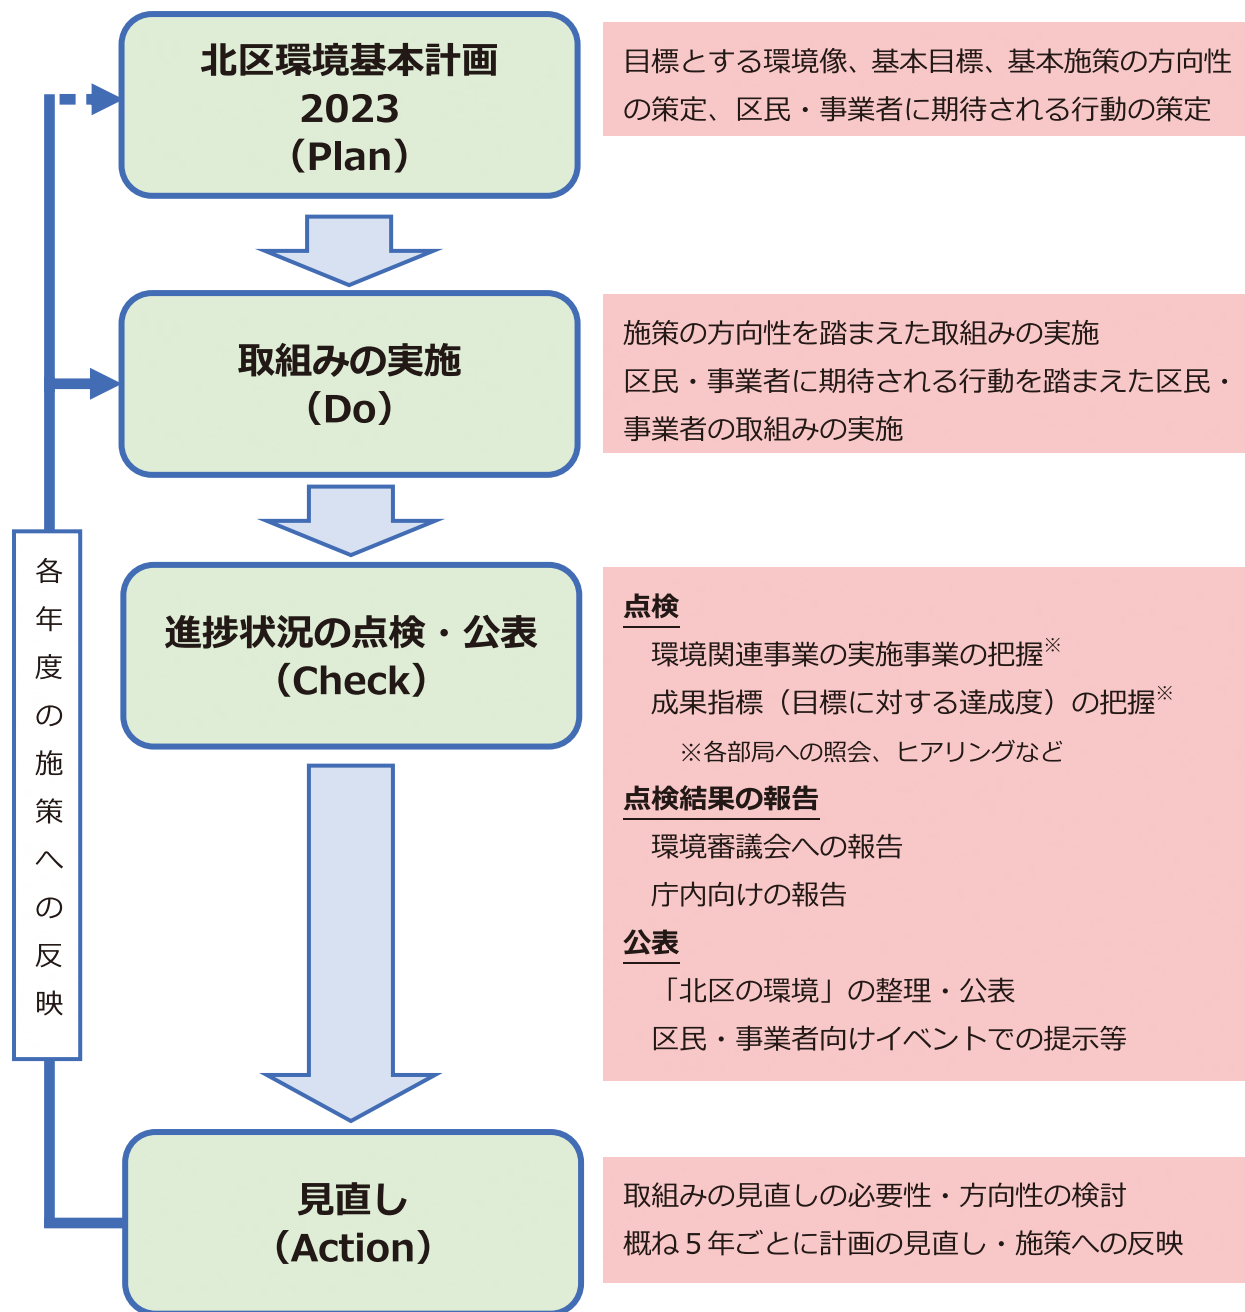 北区環境基本計画
2023
（Plan）
目標とする環境像、基本目標、基本施策の方向性
の策定、区民・事業者に期待される行動の策定
取組みの実施
（Do）
施策の方向性を踏まえた取組みの実施
区民・事業者に期待される行動を踏まえた区民・
事業者の取組みの実施
進捗状況の点検・公表
（Check）
点検
環境関連事業の実施事業の把握※
成果指標（目標に対する達成度）の把握※
※各部局への照会、ヒアリングなど
点検結果の報告
環境審議会への報告
庁内向けの報告
公表
「北区の環境」の整理・公表
区民・事業者向けイベントでの提示等
見直し
（Action）
取組みの見直しの必要性・方向性の検討
概ね５年ごとに計画の見直し・施策への反映
各年度の施策への反映